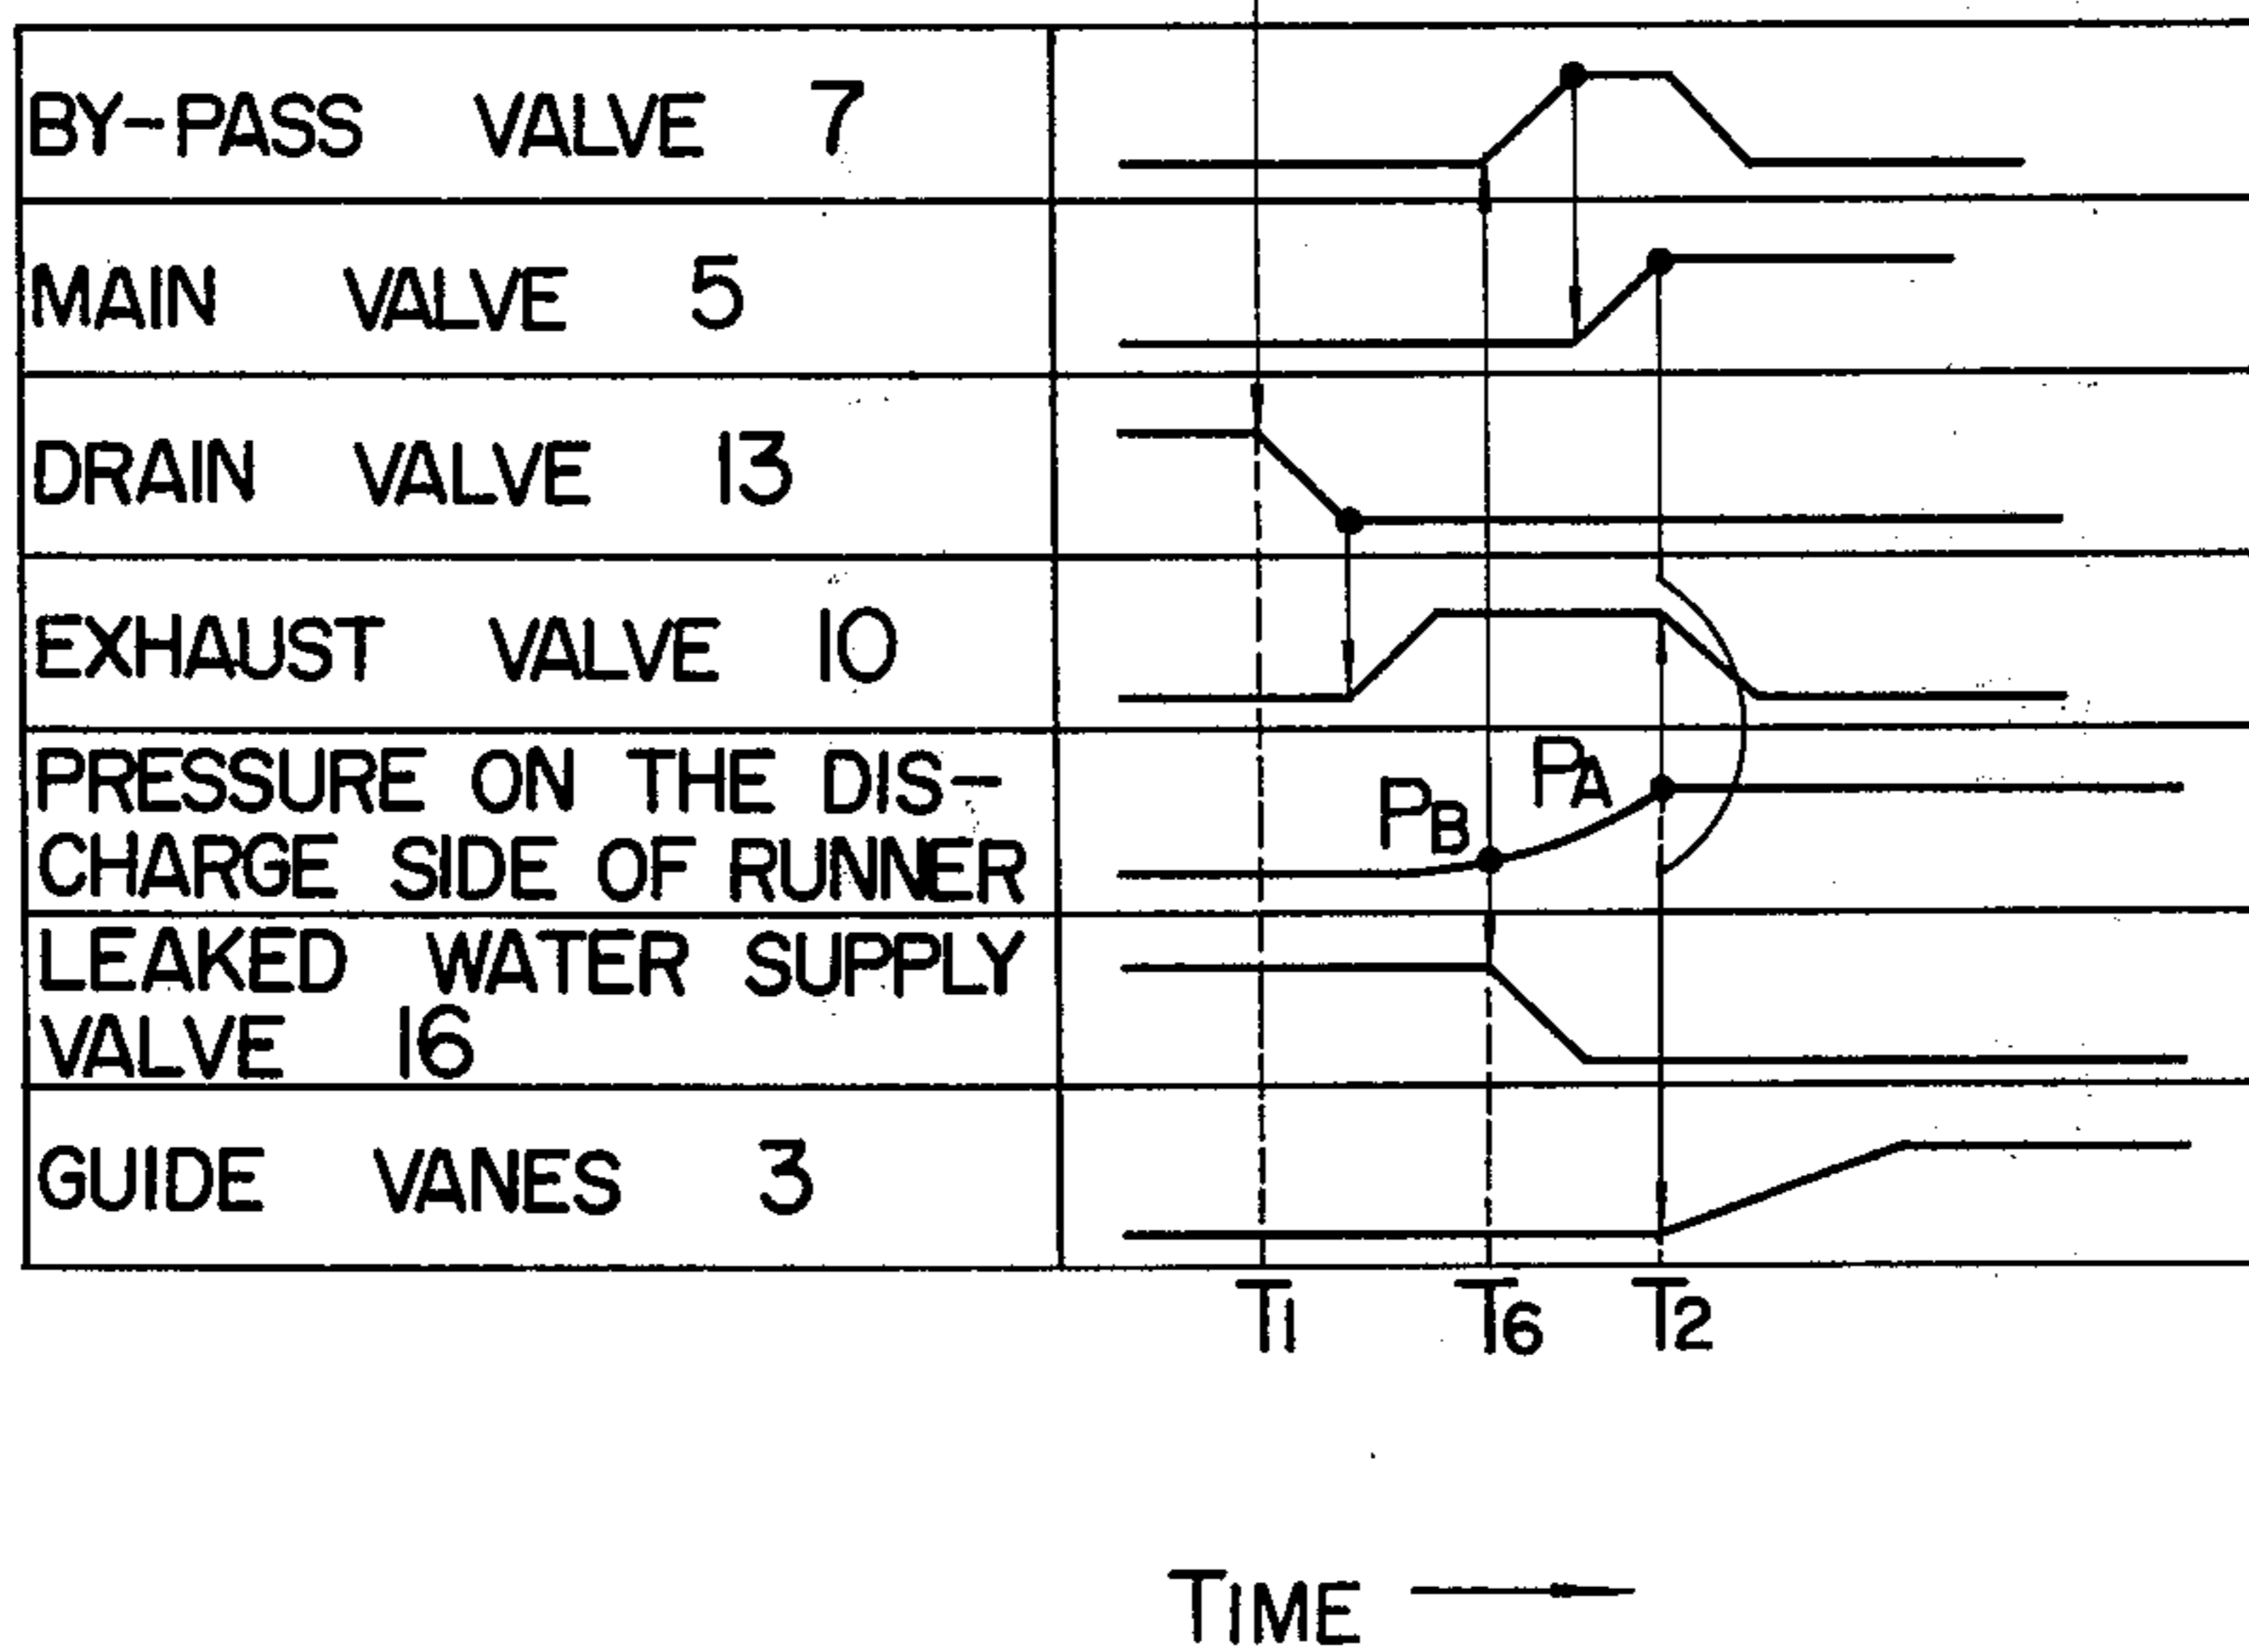 BY-PASS VALVE 7
MAIN VALVE 5
DRAIN VALVE 13
EXHAUST VALVE 10
PRESSURE ON THE DIS-
CHARGE SIDE OF RUNNER
PB PA
LEAKED WATER SUPPLY
VALVE 16
GUIDE VANES 3
T1 T6 T2
TIME